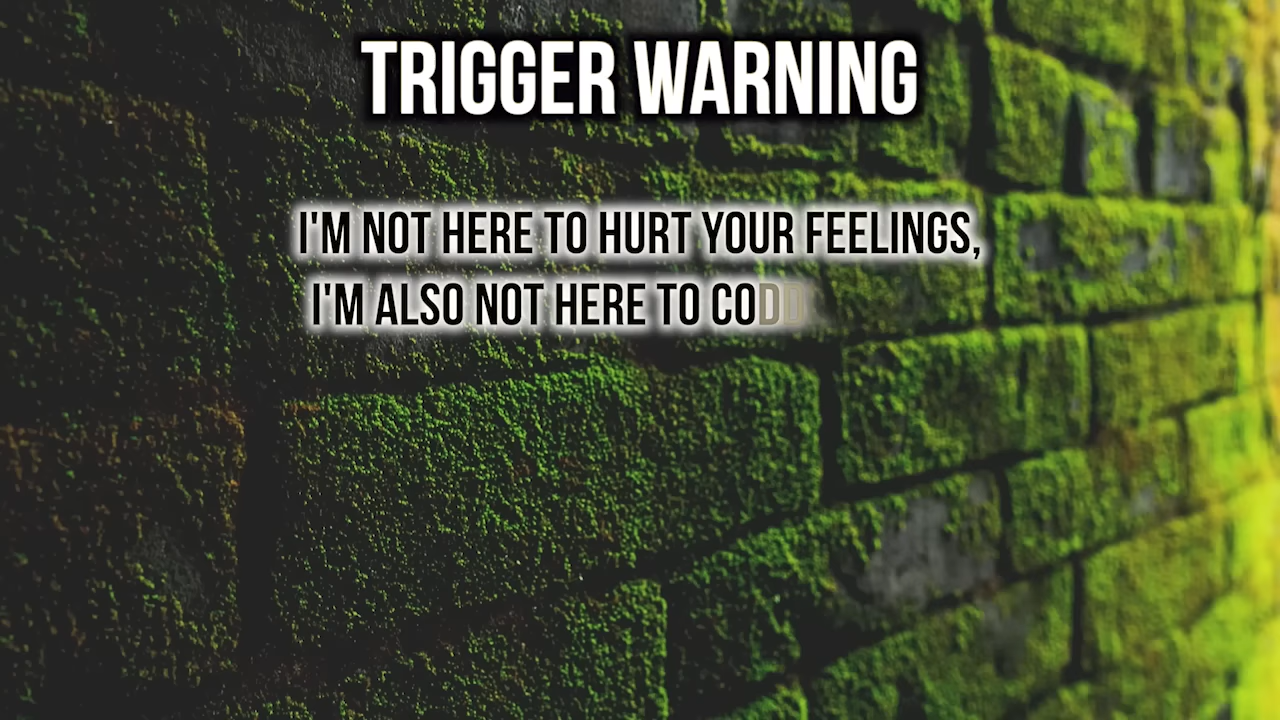 TRIGGER WARNING
I'M NOT HERE TO HURT YOUR FEELINGS,
I'M ALSO NOT HERE TO